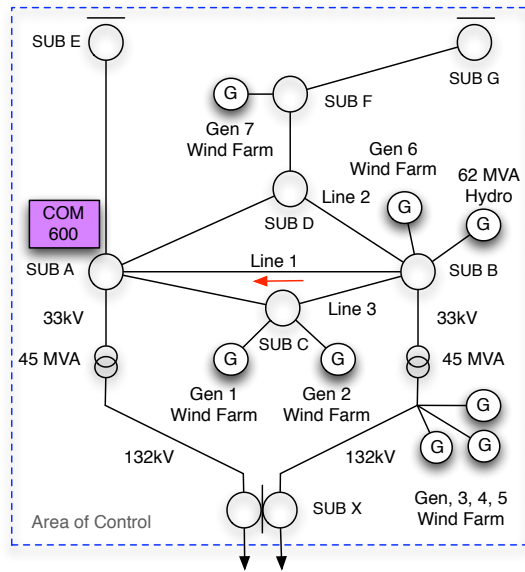 SUB E
SUB G
G
SUB F
Gen 7
Wind Farm
Gen 6
Wind Farm
62 MVA
Hydro
G
G
Line 2
SUB D
COM
600
SUB A
Line 1
SUB B
33kV
Line 3
33kV
SUB C
45 MVA
G
G
45 MVA
Gen 1
Wind Farm
Gen 2
Wind Farm
G
G
G
132kV
132kV
Gen, 3, 4, 5
Wind Farm
SUB X
Area of Control